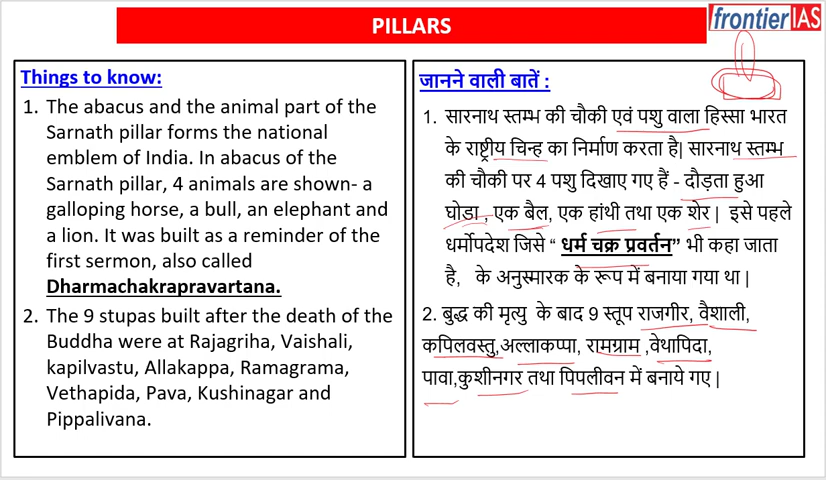 PILLARS
frontier IAS
Things to know:
1. The abacus and the animal part of the
Sarnath pillar forms the national
emblem of India. In abacus of the
Sarnath pillar, 4 animals are shown- a
galloping horse, a bull, an elephant and
a lion. It was built as a reminder of the
first sermon, also called
Dharmachakrapravartana.
2. The 9 stupas built after the death of the
Buddha were at Rajagriha, Vaishali,
kapilvastu, Allakappa, Ramagrama,
Vethapida, Pava, Kushinagar and
Pippalivana.
जानने वाली बातें :
1. सारनाथ स्तम्भ की चौकी एवं पशु वाला हिस्सा भारत
के राष्ट्रीय चिन्ह का निर्माण करता है| सारनाथ स्तम्भ
की चौकी पर 4 पशु दिखाए गए हैं - दौड़ता हुआ
घोडा , एक बैल, एक हांथी तथा एक शेर | इसे पहले
धर्मोपदेश जिसे “ धर्म चक्र प्रवर्तन” भी कहा जाता
है, के अनुस्मारक के रूप में बनाया गया था |
2. बुद्ध की मृत्यु के बाद 9 स्तूप राजगीर, वैशाली,
कपिलवस्तु,अल्लाकप्पा, रामग्राम ,वेथापिदा,
पावा,कुशीनगर तथा पिपलीवन में बनाये गए |